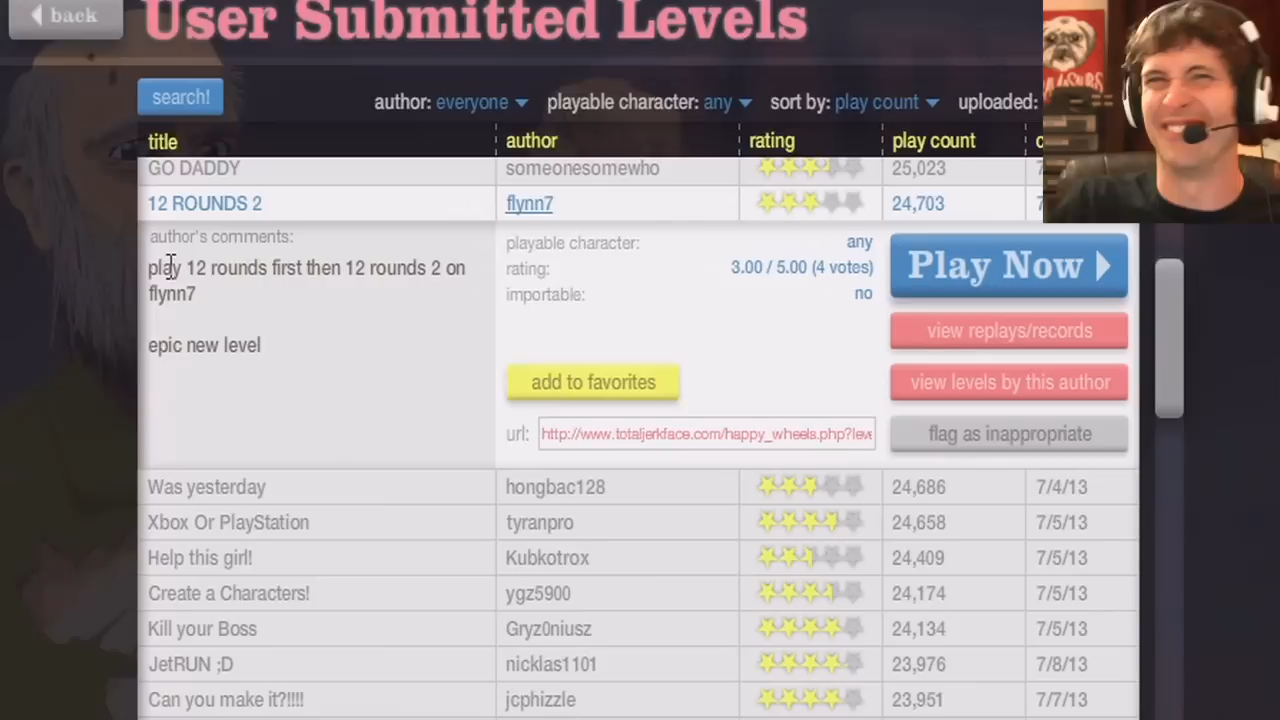 back
User Submitted Levels
search!
author: everyone playable character: any sort by: play count uploaded:
title author rating play count
GO DADDY someonesomewho 25,023
12 ROUNDS 2 flynn7 24,703
author's comments:
play 12 rounds first then 12 rounds 2 on
flynn7
epic new level
playable character: any
rating: 3.00 / 5.00 (4 votes)
importable: no
Play Now
view replays/records
add to favorites
view levels by this author
url: http://www.totaljerkface.com/happy_wheels.php?leve
flag as inappropriate
Was yesterday hongbac128 24,686 7/4/13
Xbox Or PlayStation tyranpro 24,658 7/5/13
Help this girl! Kubkotrox 24,409 7/5/13
Create a Characters! ygz5900 24,174 7/5/13
Kill your Boss Gryz0niusz 24,134 7/5/13
JetRUN ;D nicklas1101 23,976 7/8/13
Can you make it?!!!! jcphizzle 23,951 7/7/13